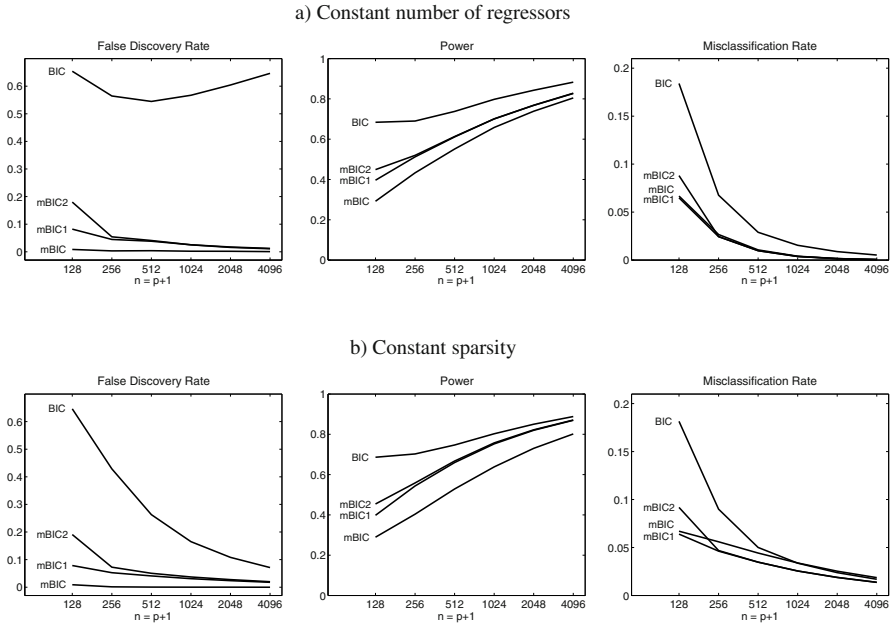 a) Constant number of regressors
False Discovery Rate
0.6
0.5
0.4
0.3
0.2
0.1
0
BIC
mBIC2
mBIC1
mBIC
128 256 512 1024 2048 4096
n = p+1
Power
1
0.8
0.6
0.4
0.2
0
BIC
mBIC2
mBIC1
mBIC
128 256 512 1024 2048 4096
n = p+1
Misclassification Rate
0.2
0.15
0.1
0.05
0
BIC
mBIC2
mBIC
mBIC1
128 256 512 1024 2048 4096
n = p+1
b) Constant sparsity
False Discovery Rate
0.6
0.5
0.4
0.3
0.2
0.1
0
BIC
mBIC2
mBIC1
mBIC
128 256 512 1024 2048 4096
n = p+1
Power
1
0.8
0.6
0.4
0.2
0
BIC
mBIC2
mBIC1
mBIC
128 256 512 1024 2048 4096
n = p+1
Misclassification Rate
0.2
0.15
0.1
0.05
0
BIC
mBIC2
mBIC
mBIC1
128 256 512 1024 2048 4096
n = p+1